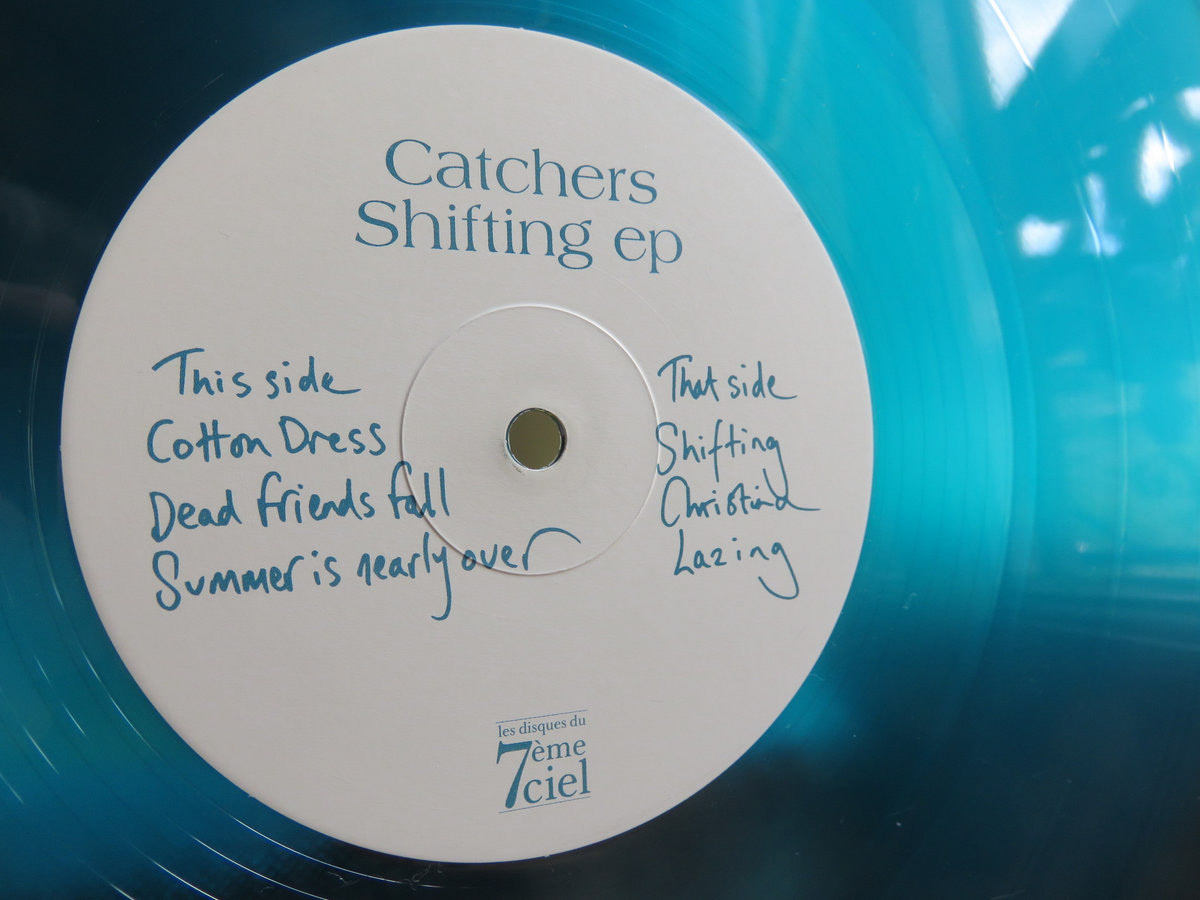 Catchers
Shifting ep
This side
Cotton Dress
Dead friends fall
Summer is nearly over
That side
Shifting
Christina
Lazing
les disques du
7ème
ciel